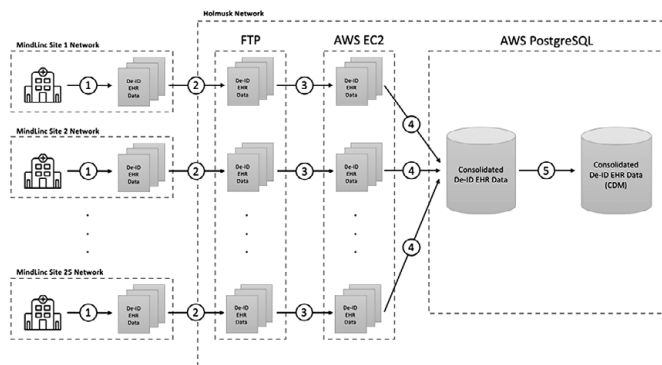 Holmusk Network
FTP
AWS EC2
AWS PostgreSQL
MindLinc Site 1 Network
1
De-ID
EHR
Data
2
De-ID
EHR
Data
3
De-ID
EHR
Data
4
MindLinc Site 2 Network
1
De-ID
EHR
Data
2
De-ID
EHR
Data
3
De-ID
EHR
Data
4
Consolidated
De-ID EHR Data
5
Consolidated
De-ID EHR Data
(CDM)
4
MindLinc Site 25 Network
1
De-ID
EHR
Data
2
De-ID
EHR
Data
3
De-ID
EHR
Data